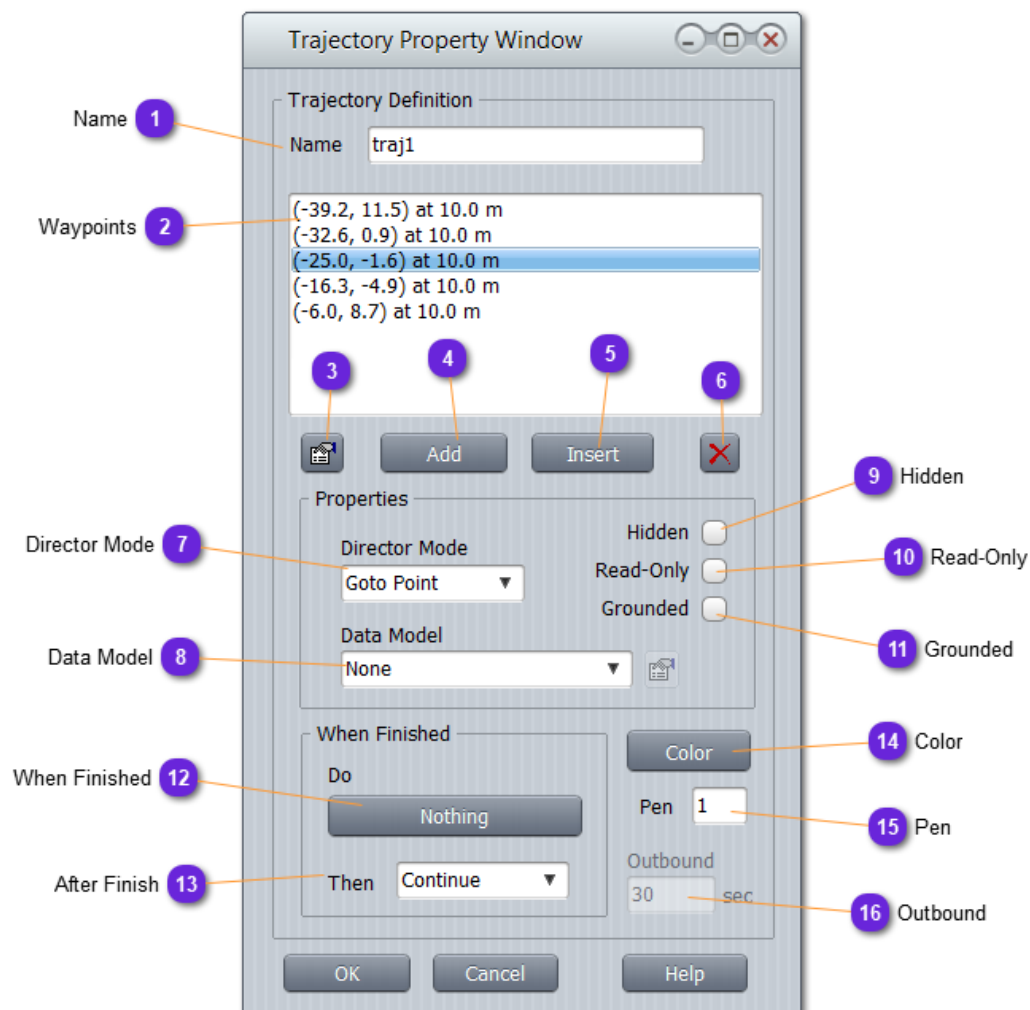 Trajectory Property Window
Trajectory Definition
Name 1
Name traj1
Waypoints 2
(-39.2, 11.5) at 10.0 m
(-32.6, 0.9) at 10.0 m
(-25.0, -1.6) at 10.0 m
(-16.3, -4.9) at 10.0 m
(-6.0, 8.7) at 10.0 m
3 4 5 6
Add Insert
Properties
9 Hidden
Hidden
Director Mode 7
Director Mode
Goto Point
Read-Only
10 Read-Only
Grounded
11 Grounded
Data Model
Data Model 8
None
When Finished
Color
14 Color
When Finished 12
Do
Nothing
Pen 1
15 Pen
Outbound
After Finish 13
Then Continue
30 sec
16 Outbound
OK Cancel Help